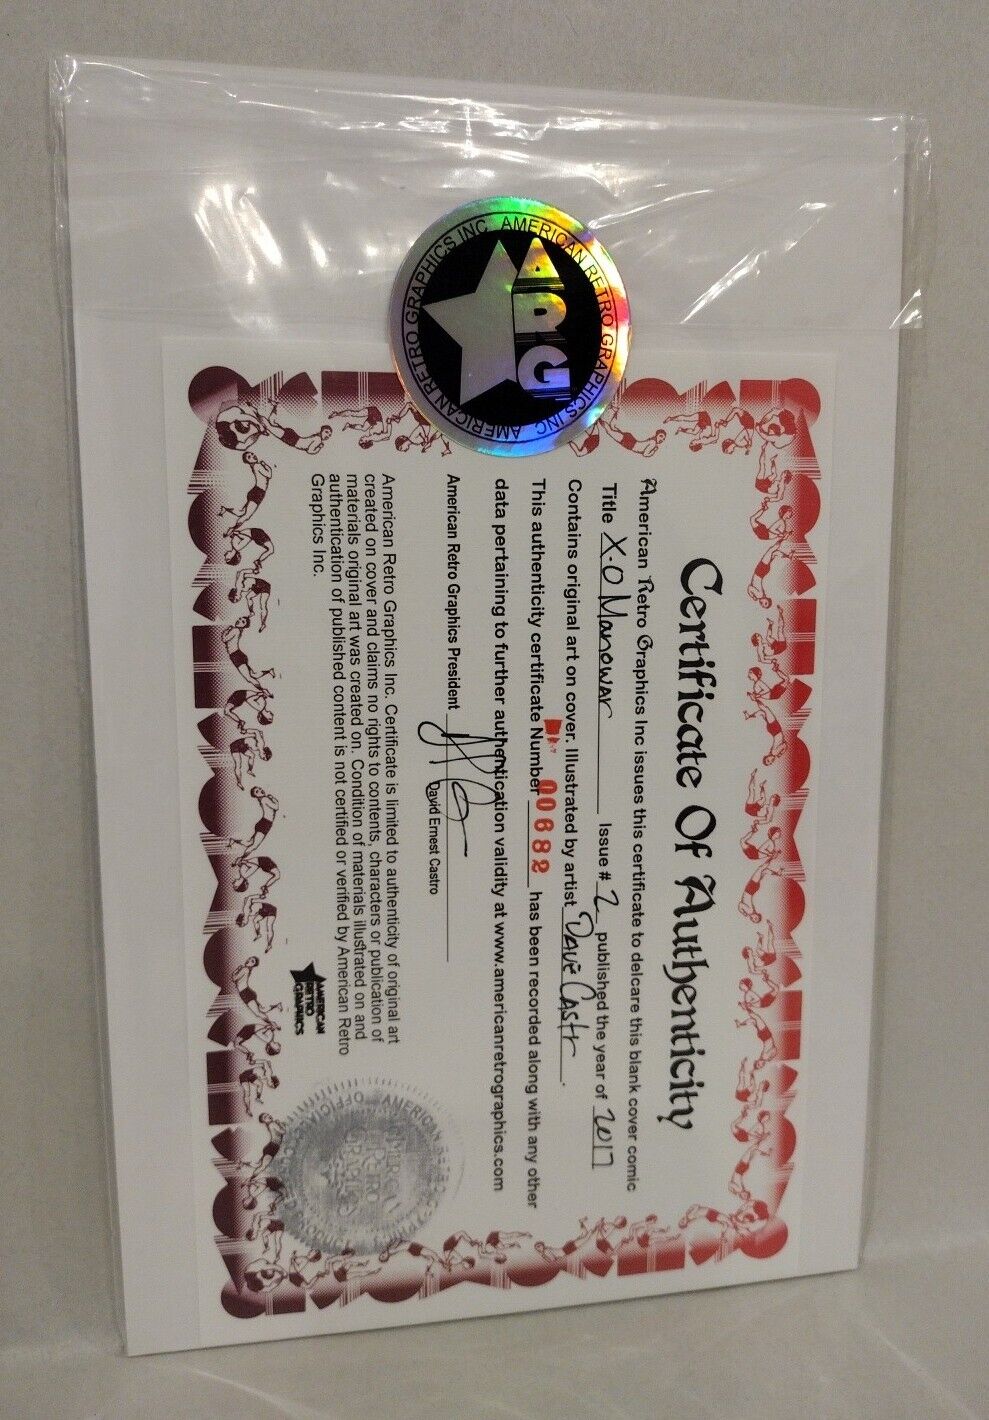 AMERICAN RETRO GRAPHICS INC. AMERICAN RETRO GRAPHICS INC.
ARG
Certificate Of Authenticity
American Retro Graphics Inc issues this certificate to delcare this blank cover comic
Title X-O Manowar Issue# 2 published the year of 2017
Contains original art on cover. Illustrated by artist Dave Castr.
This authenticity certificate Number 00682 has been recorded along with any other
data pertaining to further authentication validity at www.americanretrographics.com
American Retro Graphics President
David Ernest Castro
American Retro Graphics Inc. Certificate is limited to authenticity of original art
created on cover and claims no rights to contents, characters or publication of
materials original art was created on. Condition of materials illustrated on and
authentication of published content is not certified or verified by American Retro
Graphics Inc.
AMERICAN
RETRO
GRAPHICS
AMERICAN
RETRO
GRAPHICS